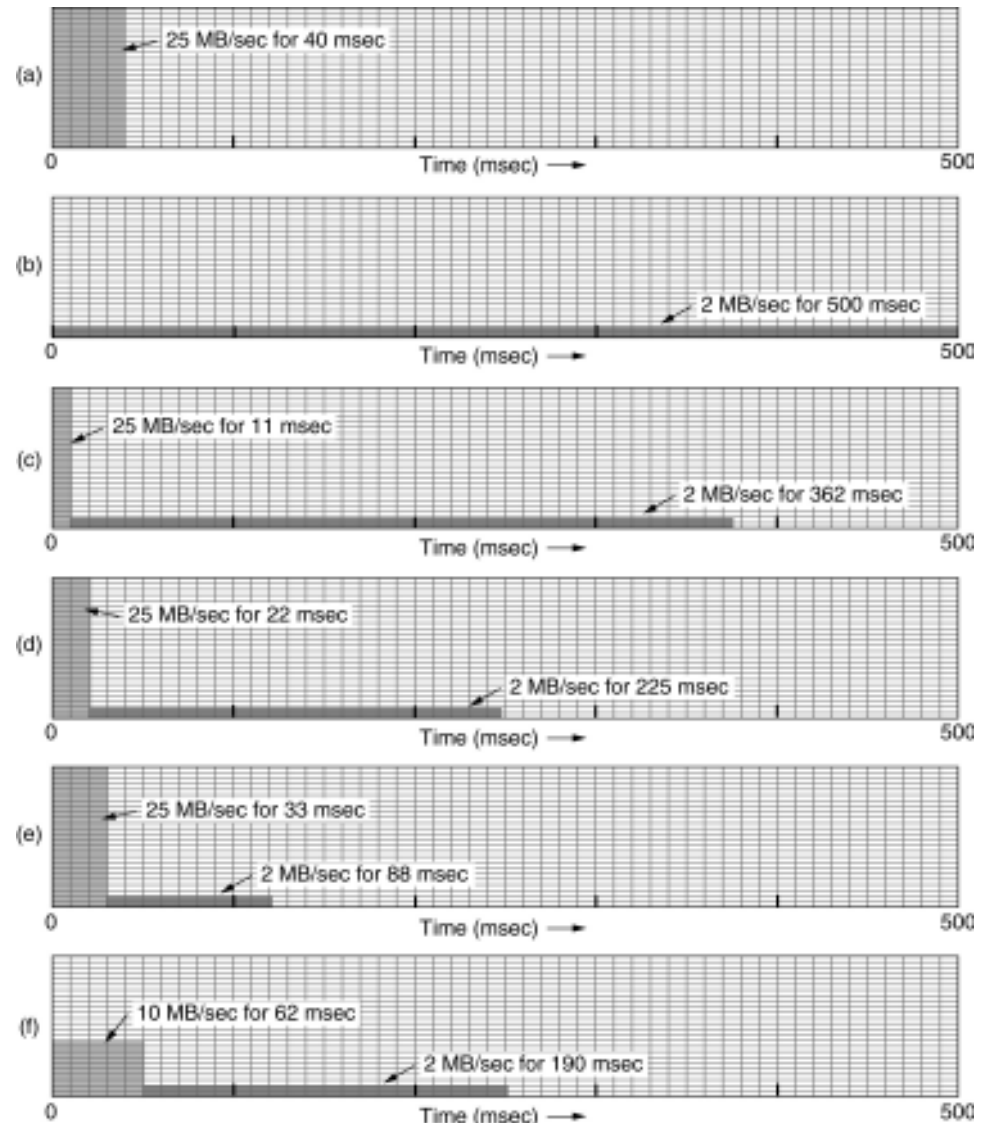 25 MB/sec for 40 msec
(a)
0
Time (msec)
500
(b)
2 MB/sec for 500 msec
0
Time (msec)
500
25 MB/sec for 11 msec
(c)
2 MB/sec for 362 msec
0
Time (msec)
500
25 MB/sec for 22 msec
(d)
2 MB/sec for 225 msec
0
Time (msec)
500
25 MB/sec for 33 msec
(e)
2 MB/sec for 88 msec
0
Time (msec)
500
10 MB/sec for 62 msec
(f)
2 MB/sec for 190 msec
0
Time (msec)
500